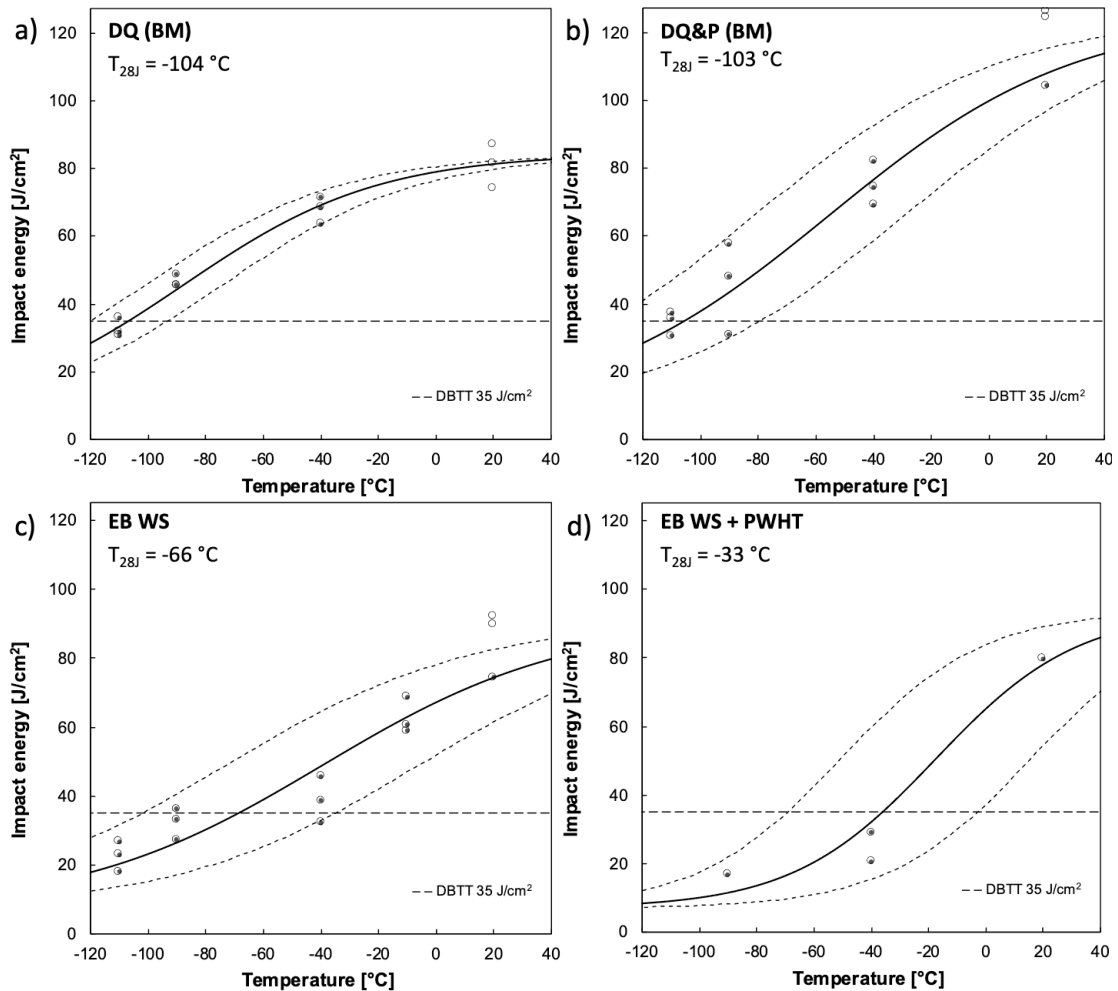 a)
DQ (BM)
T28J = -104 °C
Impact energy [J/cm²]
120
100
80
60
40
20
0
-120 -100 -80 -60 -40 -20 0 20 40
Temperature [°C]
DBTT 35 J/cm²
b)
DQ&P (BM)
T28J = -103 °C
Impact energy [J/cm²]
120
100
80
60
40
20
0
-120 -100 -80 -60 -40 -20 0 20 40
Temperature [°C]
DBTT 35 J/cm²
c)
EB WS
T28J = -66 °C
Impact energy [J/cm²]
120
100
80
60
40
20
0
-120 -100 -80 -60 -40 -20 0 20 40
Temperature [°C]
DBTT 35 J/cm²
d)
EB WS + PWHT
T28J = -33 °C
Impact energy [J/cm²]
120
100
80
60
40
20
0
-120 -100 -80 -60 -40 -20 0 20 40
Temperature [°C]
DBTT 35 J/cm²